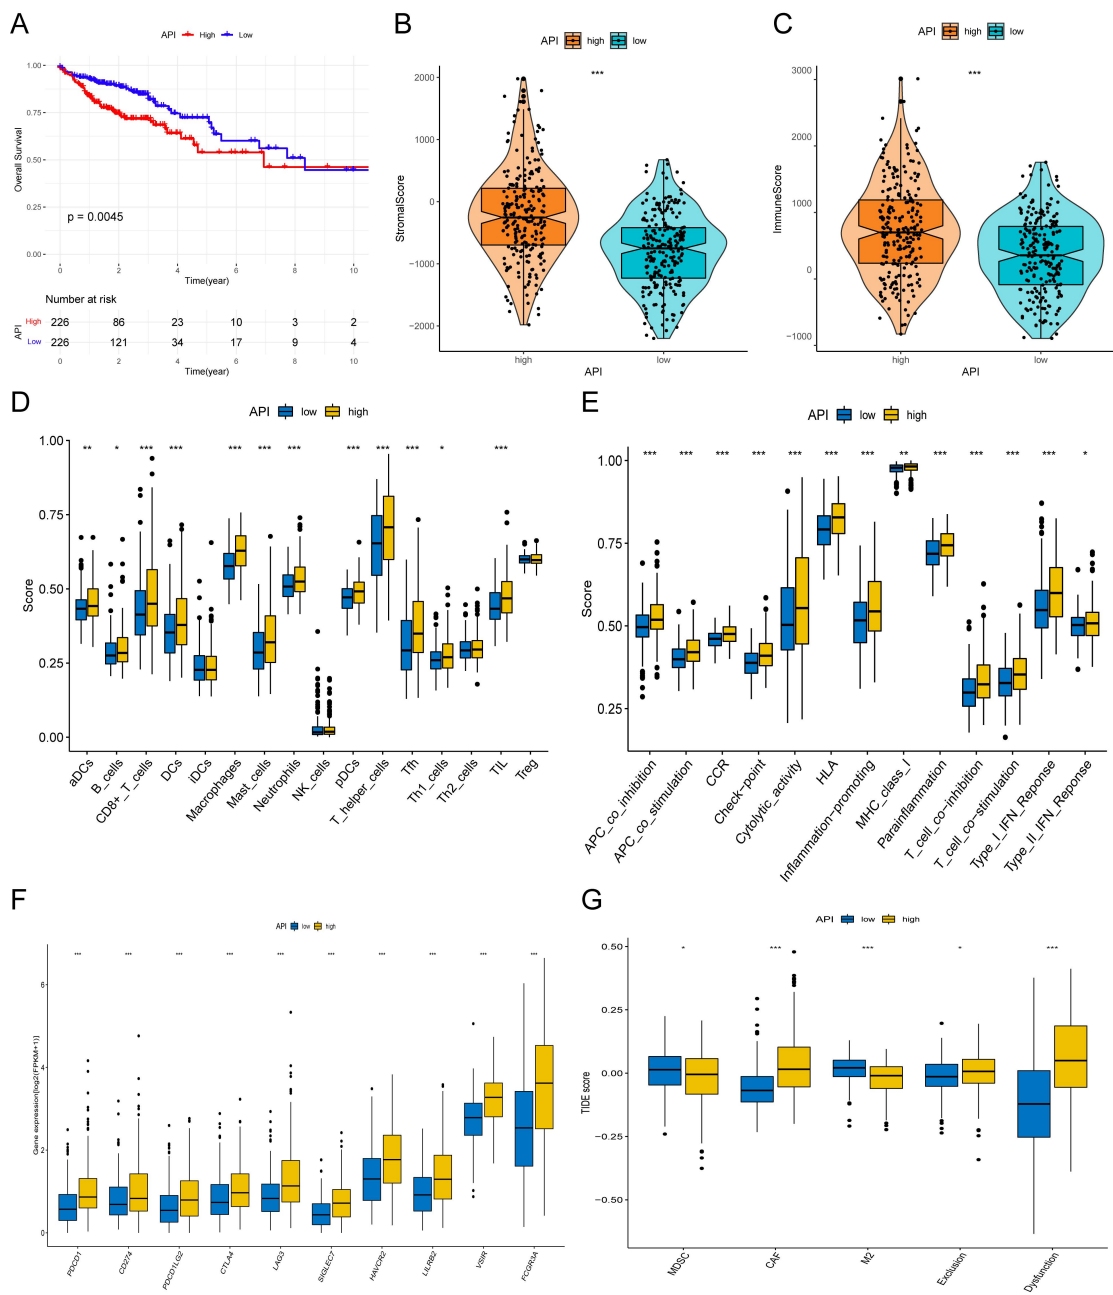 A
API High Low
Overall Survival
1.00
0.75
0.50
0.25
0.00
p = 0.0045
0 2 4 6 8 10
Time(year)
Number at risk
API
High 226 86 23 10 3 2
Low 226 121 34 17 9 4
0 2 4 6 8 10
Time(year)
B
API high low
***
StromalScore
2000
1000
0
−1000
−2000
high low
API
C
API high low
***
ImmuneScore
3000
2000
1000
0
−1000
high low
API
D
API low high
** * *** *** *** *** *** *** *** *** * ***
Score
1.00
0.75
0.50
0.25
0.00
aDCs
B_cells
CD8+_T_cells
DCs
iDCs
Macrophages
Mast_cells
Neutrophils
NK_cells
pDCs
T_helper_cells
Tfh
Th1_cells
Th2_cells
TIL
Treg
E
API low high
*** *** *** *** *** *** *** ** *** *** *** *** *
Score
1.00
0.75
0.50
0.25
APC_co_inhibition
APC_co_stimulation
CCR
Check−point
Cytolytic_activity
HLA
Inflammation−promoting
MHC_class_I
Parainflammation
T_cell_co−inhibition
T_cell_co−stimulation
Type_I_IFN_Reponse
Type_II_IFN_Reponse
F
API low high
*** *** *** *** *** *** *** *** *** ***
Gene expression[log2(FPKM+1)]
6
4
2
0
PDCD1
CD274
PDCD1LG2
CTLA4
LAG3
SIGLEC7
HAVCR2
LILRB2
VSIR
FCGR3A
G
API low high
* *** *** * ***
TIDE score
0.50
0.25
0.00
−0.25
−0.50
MDSC
CAF
M2
Exclusion
Dysfunction